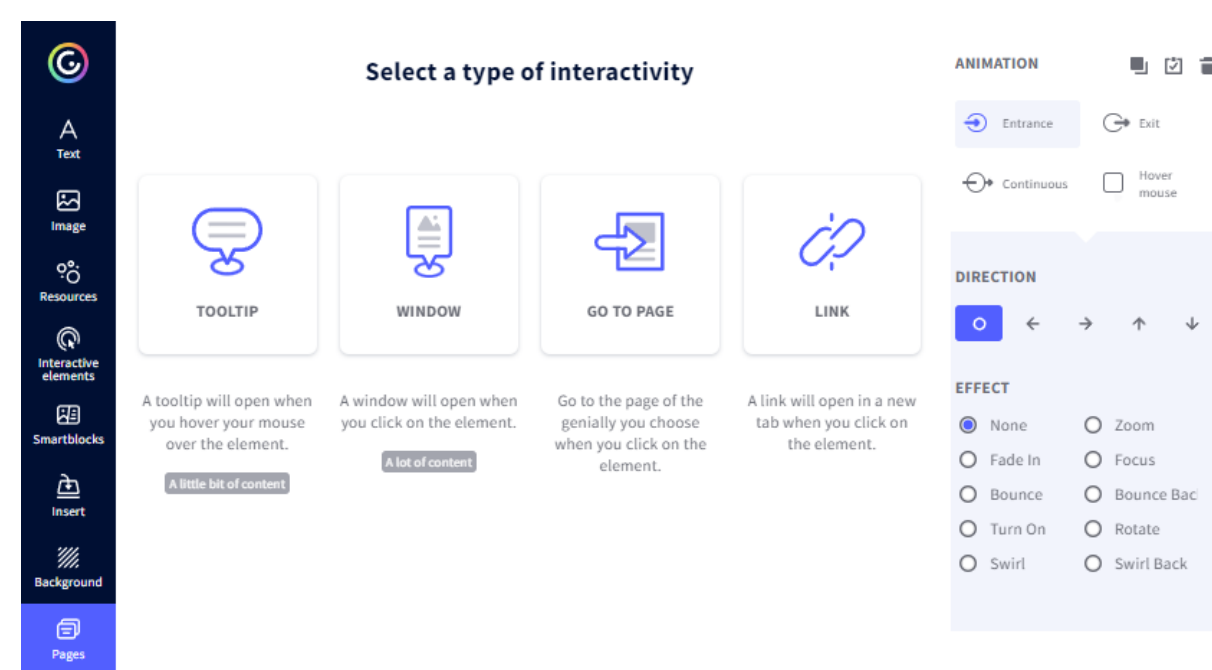 Text
Image
Resources
Interactive
elements
Smartblocks
Insert
Background
Pages
Select a type of interactivity
TOOLTIP
A tooltip will open when
you hover your mouse
over the element.
A little bit of content
WINDOW
A window will open when
you click on the element.
A lot of content
GO TO PAGE
Go to the page of the
genially you choose
when you click on the
element.
LINK
A link will open in a new
tab when you click on
the element.
ANIMATION
Entrance
Exit
Continuous
Hover
mouse
DIRECTION
EFFECT
None
Zoom
Fade In
Focus
Bounce
Bounce Bac
Turn On
Rotate
Swirl
Swirl Back